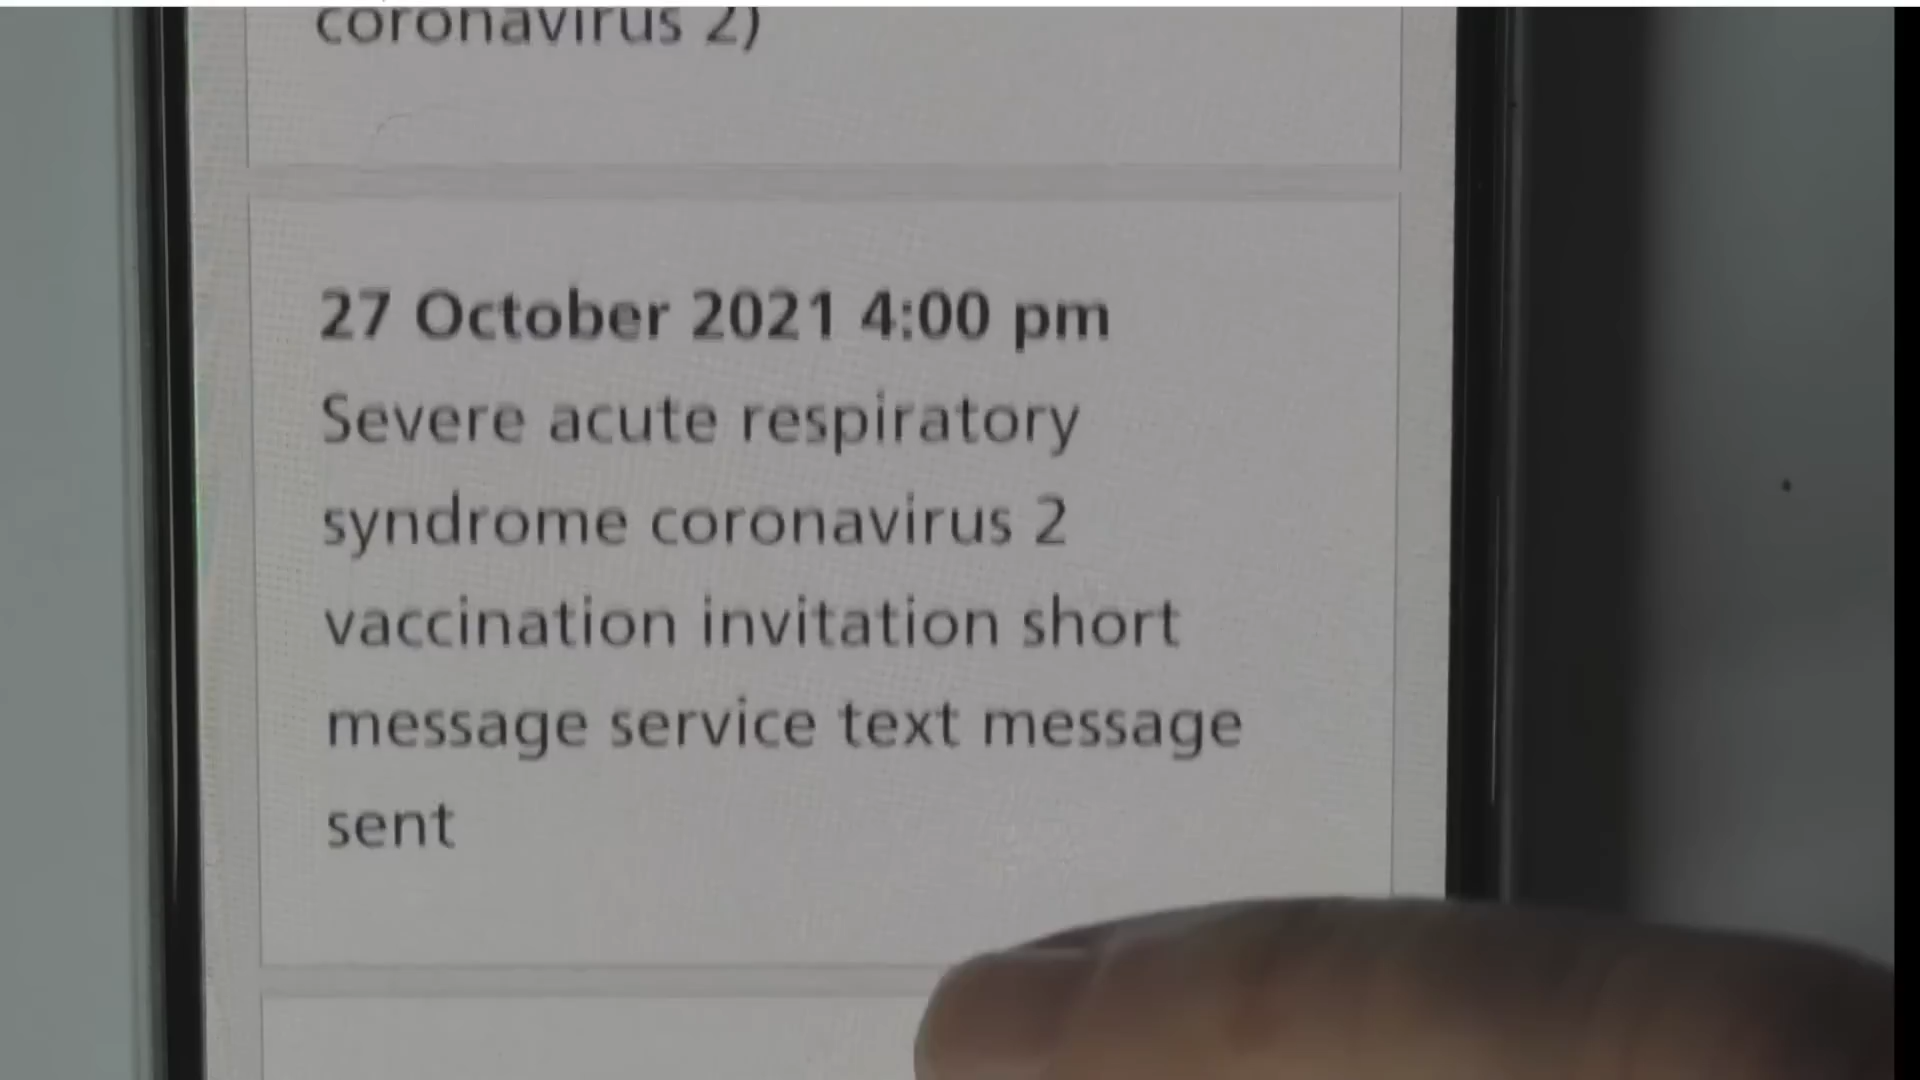 coronavirus 2)
27 October 2021 4:00 pm
Severe acute respiratory
syndrome coronavirus 2
vaccination invitation short
message service text message
sent